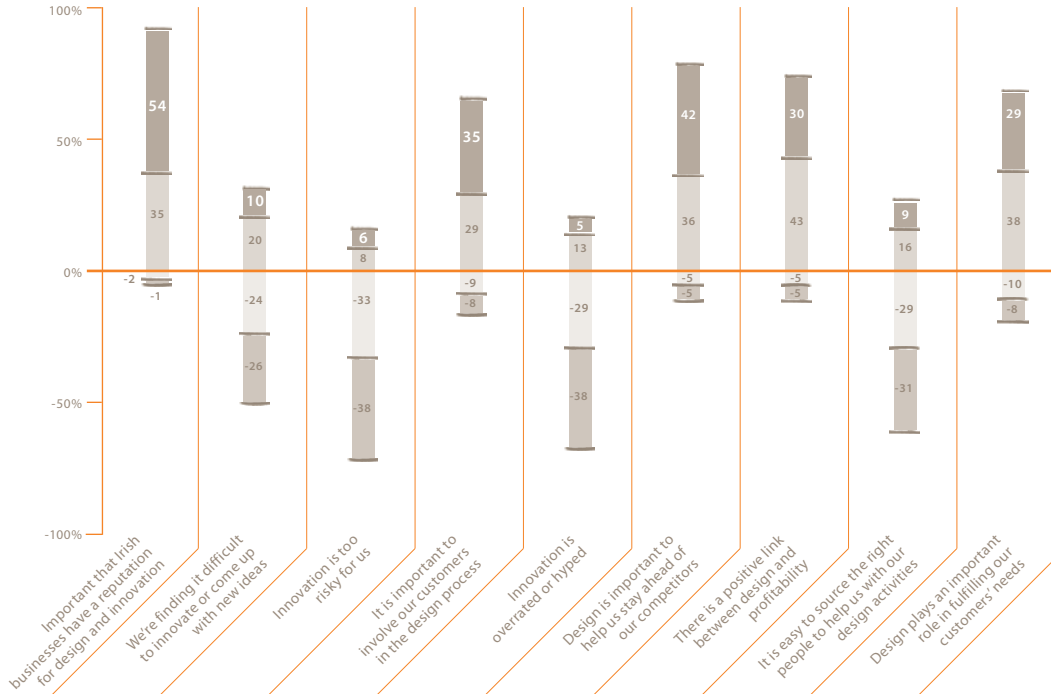 100%
50%
0%
-50%
-100%
54
35
-2
-1
10
20
-24
-26
6
8
-33
-38
35
29
-9
-8
5
13
-29
-38
42
36
-5
-5
30
43
-5
-5
9
16
-29
-31
29
38
-10
-8
Important that Irish
businesses have a reputation
for design and innovation
We're finding it difficult
to innovate or come up
with new ideas
Innovation is too
risky for us
It is important to
involve our customers
in the design process
Innovation is
overrated or hyped
Design is important to
help us stay ahead of
our competitors
There is a positive link
between design and
profitability
It is easy to source the right
people to help us with our
design activities
Design plays an important
role in fulfilling our
customers' needs